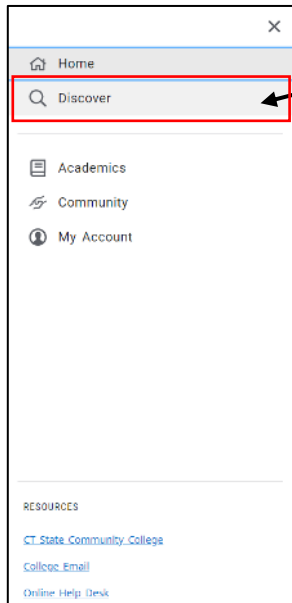 Home
Discover
Academics
Community
My Account
RESOURCES
CT State Community College
College Email
Online Help Desk